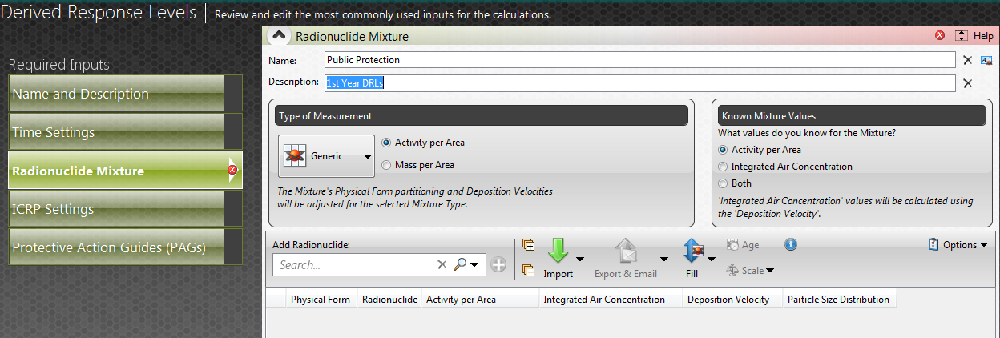 Derived Response Levels
Review and edit the most commonly used inputs for the calculations.
Required Inputs
Name and Description
Time Settings
Radionuclide Mixture
ICRP Settings
Protective Action Guides (PAGs)
Radionuclide Mixture
Help
Name:
Public Protection
Description:
1st Year DRLs
Type of Measurement
Generic
Activity per Area
Mass per Area
The Mixture's Physical Form partitioning and Deposition Velocities
will be adjusted for the selected Mixture Type.
Known Mixture Values
What values do you know for the Mixture?
Activity per Area
Integrated Air Concentration
Both
'Integrated Air Concentration' values will be calculated using
the 'Deposition Velocity'.
Add Radionuclide:
Search...
Import
Export & Email
Fill
Age
Scale
Options
Physical Form
Radionuclide
Activity per Area
Integrated Air Concentration
Deposition Velocity
Particle Size Distribution